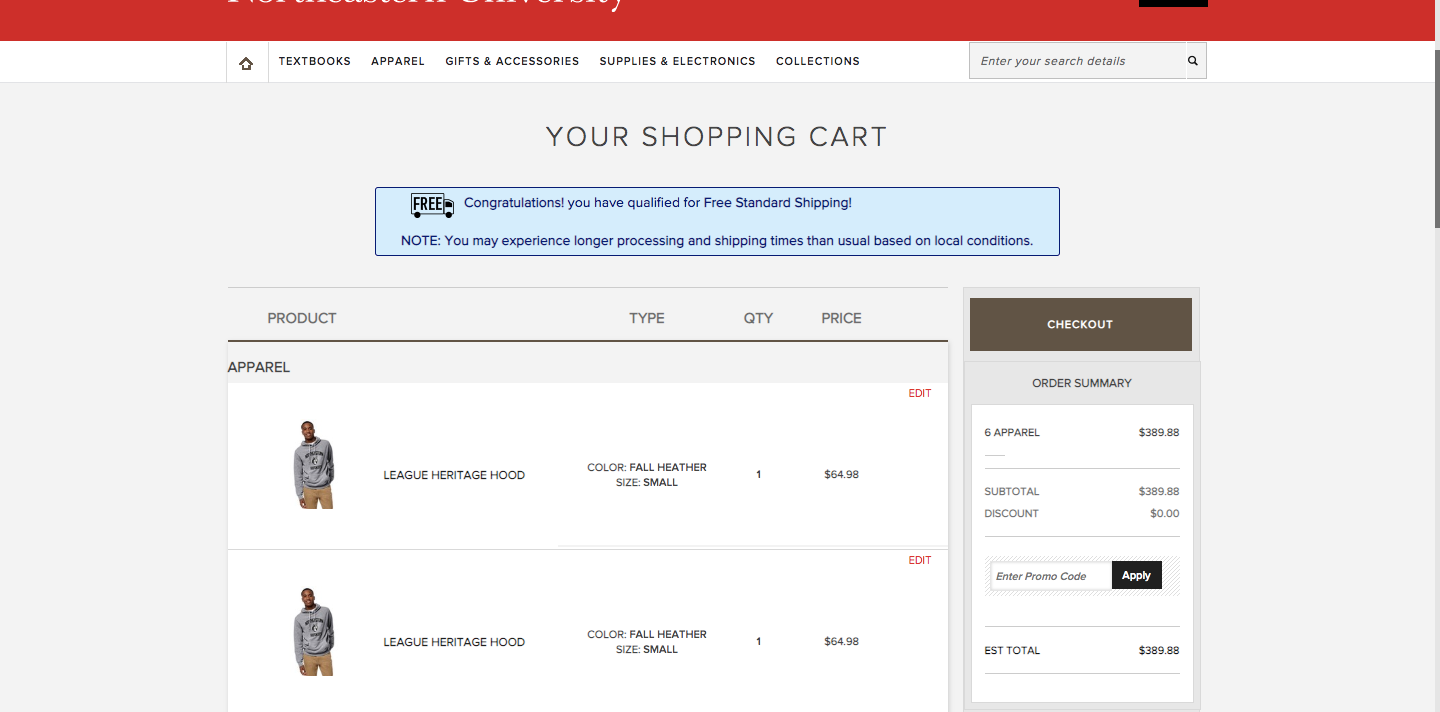 Northeastern University
TEXTBOOKS APPAREL GIFTS & ACCESSORIES SUPPLIES & ELECTRONICS COLLECTIONS
Enter your search details
YOUR SHOPPING CART
FREE Congratulations! you have qualified for Free Standard Shipping!
NOTE: You may experience longer processing and shipping times than usual based on local conditions.
PRODUCT TYPE QTY PRICE
APPAREL
EDIT
LEAGUE HERITAGE HOOD
COLOR: FALL HEATHER
SIZE: SMALL
1
$64.98
EDIT
LEAGUE HERITAGE HOOD
COLOR: FALL HEATHER
SIZE: SMALL
1
$64.98
CHECKOUT
ORDER SUMMARY
6 APPAREL $389.88
SUBTOTAL $389.88
DISCOUNT $0.00
Enter Promo Code Apply
EST TOTAL $389.88